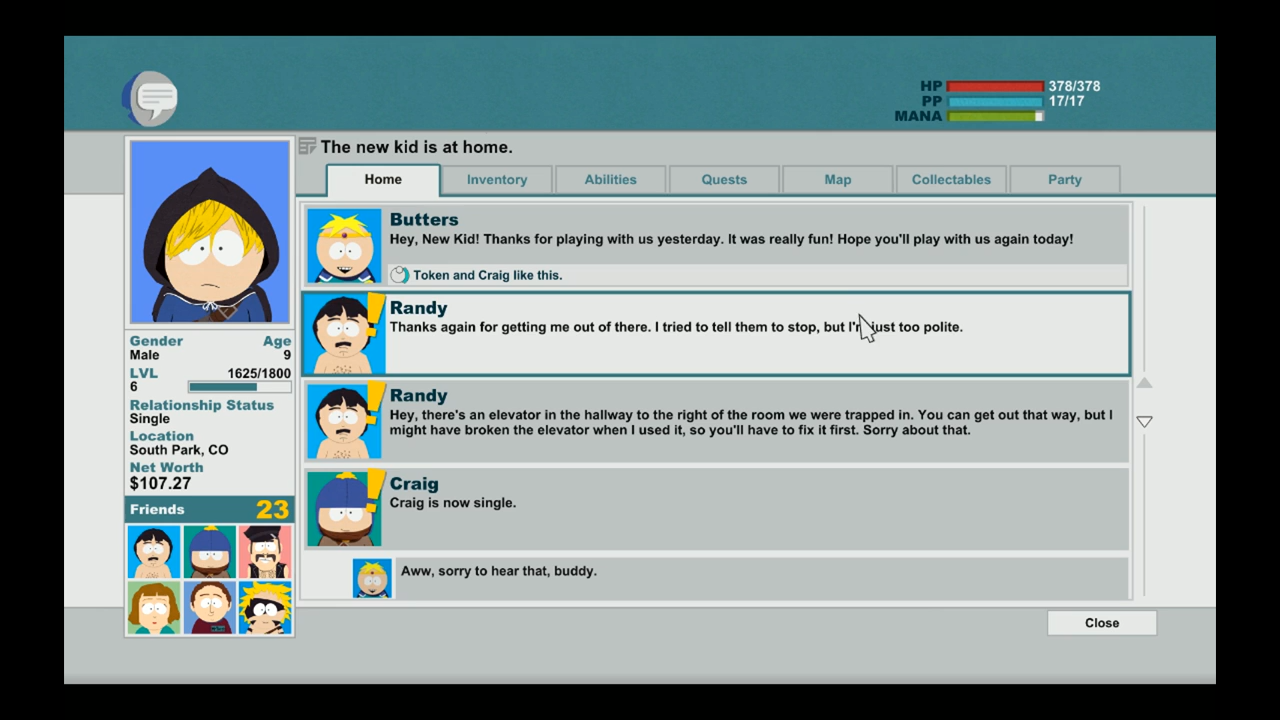 HP 378/378
PP 17/17
MANA
The new kid is at home.
Home Inventory Abilities Quests Map Collectables Party
Butters
Hey, New Kid! Thanks for playing with us yesterday. It was really fun! Hope you'll play with us again today!
Token and Craig like this.
Randy
Thanks again for getting me out of there. I tried to tell them to stop, but I'm just too polite.
Randy
Hey, there's an elevator in the hallway to the right of the room we were trapped in. You can get out that way, but I
might have broken the elevator when I used it, so you'll have to fix it first. Sorry about that.
Craig
Craig is now single.
Aww, sorry to hear that, buddy.
Gender Age
Male 9
LVL 1625/1800
6
Relationship Status
Single
Location
South Park, CO
Net Worth
$107.27
Friends 23
Close